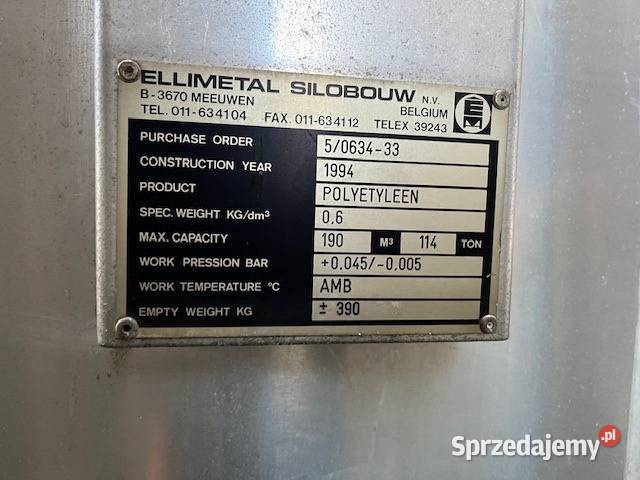 ELLIMETAL SILOBOUW N.V.
B-3670 MEEUWEN BELGIUM
TEL. 011-634104 FAX. 011-634112 TELEX 39243
EM
PURCHASE ORDER 5/0634-33
CONSTRUCTION YEAR 1994
PRODUCT POLYETYLEEN
SPEC. WEIGHT KG/dm³ 0.6
MAX. CAPACITY 190 M³ 114 TON
WORK PRESSION BAR +0,045/-0,005
WORK TEMPERATURE °C AMB
EMPTY WEIGHT KG ± 390
Sprzedajemy.pl